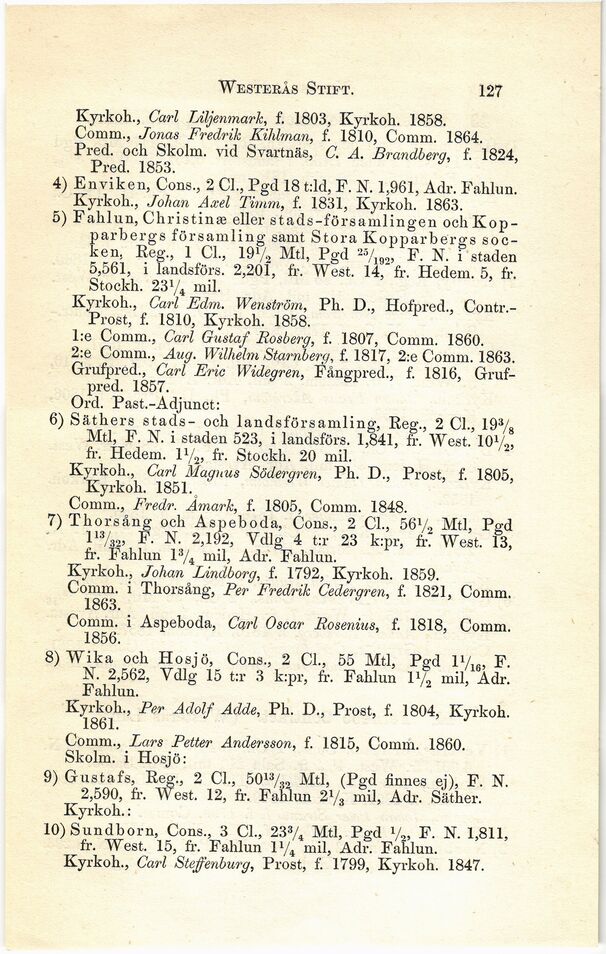 WESTERÅS STIFT. 127
Kyrkoh., Carl Liljenmark, f. 1803, Kyrkoh. 1858.
Comm., Jonas Fredrik Kihlman, f. 1810, Comm. 1864.
Pred. och Skolm. vid Svartnäs, C. A. Brandberg, f. 1824,
Pred. 1853.
4) Enviken, Cons., 2 Cl., Pgd 18 t:ld, F. N. 1,961, Adr. Fahlun.
Kyrkoh., Johan Axel Timm, f. 1831, Kyrkoh. 1863.
5) Fahlun, Christinæ eller stads-församlingen och Kop-
parbergs församling samt Stora Kopparbergs soc-
ken, Reg., 1 Cl., 19½ Mtl, Pgd 25/192, F. N. i staden
5,561, i landsförs. 2,201, fr. West. 14, fr. Hedem. 5, fr.
Stockh. 23¼ mil.
Kyrkoh., Carl Edm. Wenström, Ph. D., Hofpred., Contr.-
Prost, f. 1810, Kyrkoh. 1858.
1:e Comm., Carl Gustaf Rosberg, f. 1807, Comm. 1860.
2:e Comm., Aug. Wilhelm Starnberg, f. 1817, 2:e Comm. 1863.
Grufpred., Carl Eric Widegren, Fångpred., f. 1816, Gruf-
pred. 1857.
Ord. Past.-Adjunct:
6) Säthers stads- och landsförsamling, Reg., 2 Cl., 19⅜
Mtl, F. N. i staden 523, i landsförs. 1,841, fr. West. 10½,
fr. Hedem. 1½, fr. Stockh. 20 mil.
Kyrkoh., Carl Magnus Södergren, Ph. D., Prost, f. 1805,
Kyrkoh. 1851.
Comm., Fredr. Åmark, f. 1805, Comm. 1848.
7) Thorsång och Aspeboda, Cons., 2 Cl., 56½ Mtl, Pgd
1 13/32, F. N. 2,192, Vdlg 4 t:r 23 k:pr, fr. West. 13,
fr. Fahlun 1¾ mil, Adr. Fahlun.
Kyrkoh., Johan Lindborg, f. 1792, Kyrkoh. 1859.
Comm. i Thorsång, Per Fredrik Cedergren, f. 1821, Comm.
1863.
Comm. i Aspeboda, Carl Oscar Rosenius, f. 1818, Comm.
1856.
8) Wika och Hosjö, Cons., 2 Cl., 55 Mtl, Pgd 1 1/16, F.
N. 2,562, Vdlg 15 t:r 3 k:pr, fr. Fahlun 1½ mil, Adr.
Fahlun.
Kyrkoh., Per Adolf Adde, Ph. D., Prost, f. 1804, Kyrkoh.
1861.
Comm., Lars Petter Andersson, f. 1815, Comm. 1860.
Skolm. i Hosjö:
9) Gustafs, Reg., 2 Cl., 50 13/32 Mtl, (Pgd finnes ej), F. N.
2,590, fr. West. 12, fr. Fahlun 2⅓ mil, Adr. Säther.
Kyrkoh.:
10) Sundborn, Cons., 3 Cl., 23¾ Mtl, Pgd ½, F. N. 1,811,
fr. West. 15, fr. Fahlun 1¼ mil, Adr. Fahlun.
Kyrkoh., Carl Steffenburg, Prost, f. 1799, Kyrkoh. 1847.